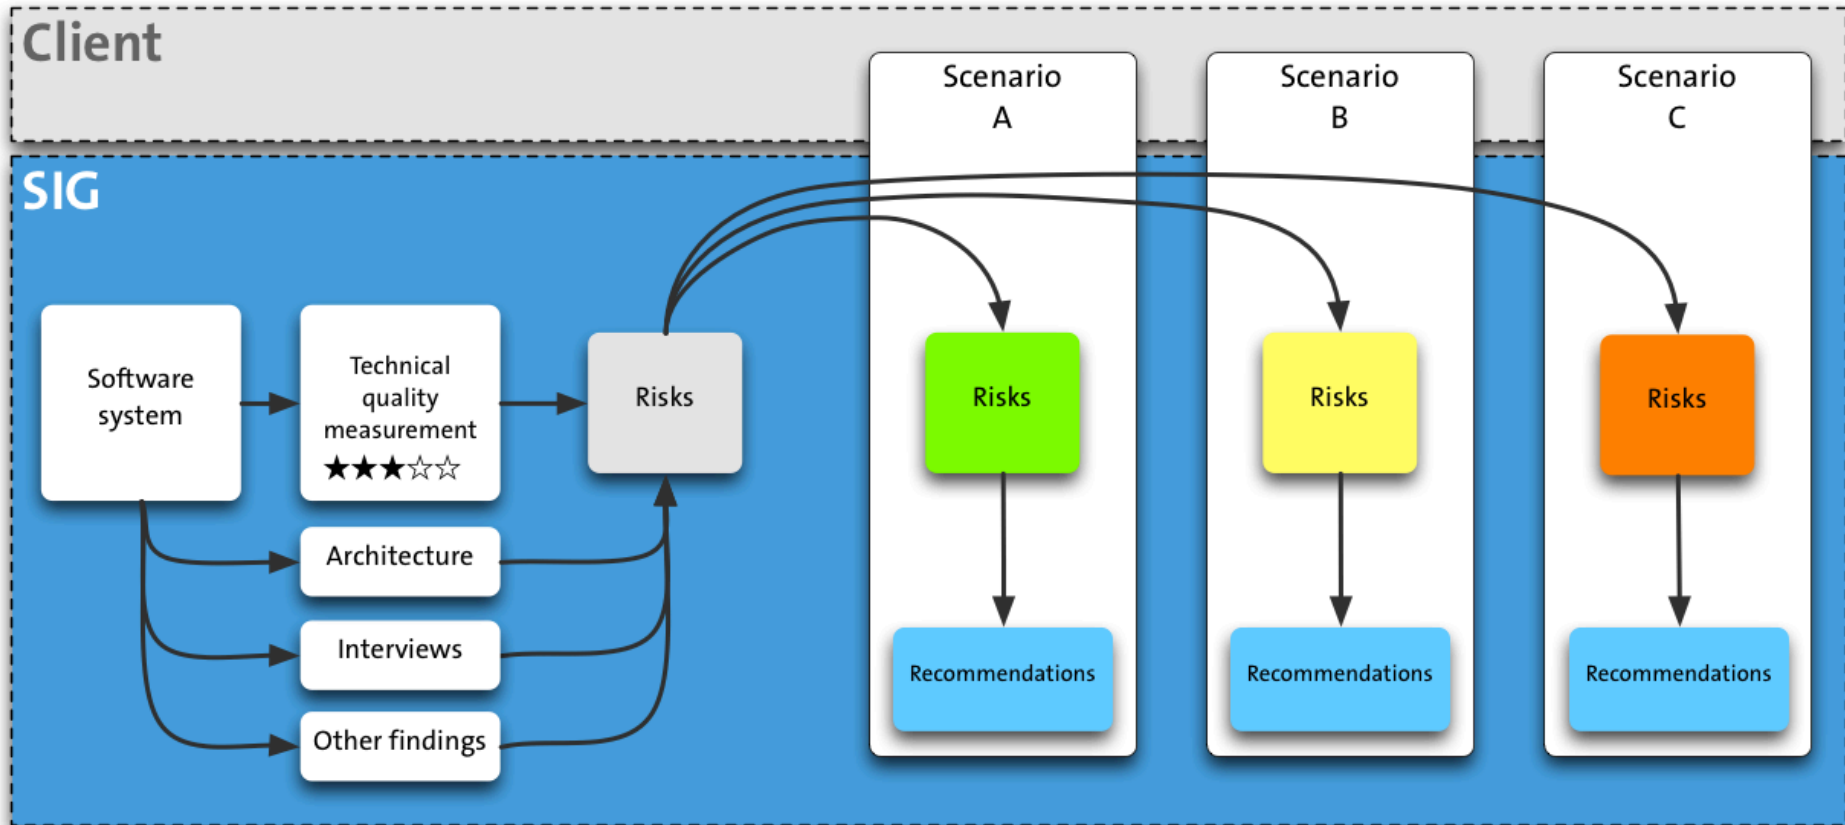 Client
Scenario
A
Scenario
B
Scenario
C
SIG
Software
system
Technical
quality
measurement
★★★☆☆
Risks
Risks
Risks
Risks
Architecture
Interviews
Other findings
Recommendations
Recommendations
Recommendations